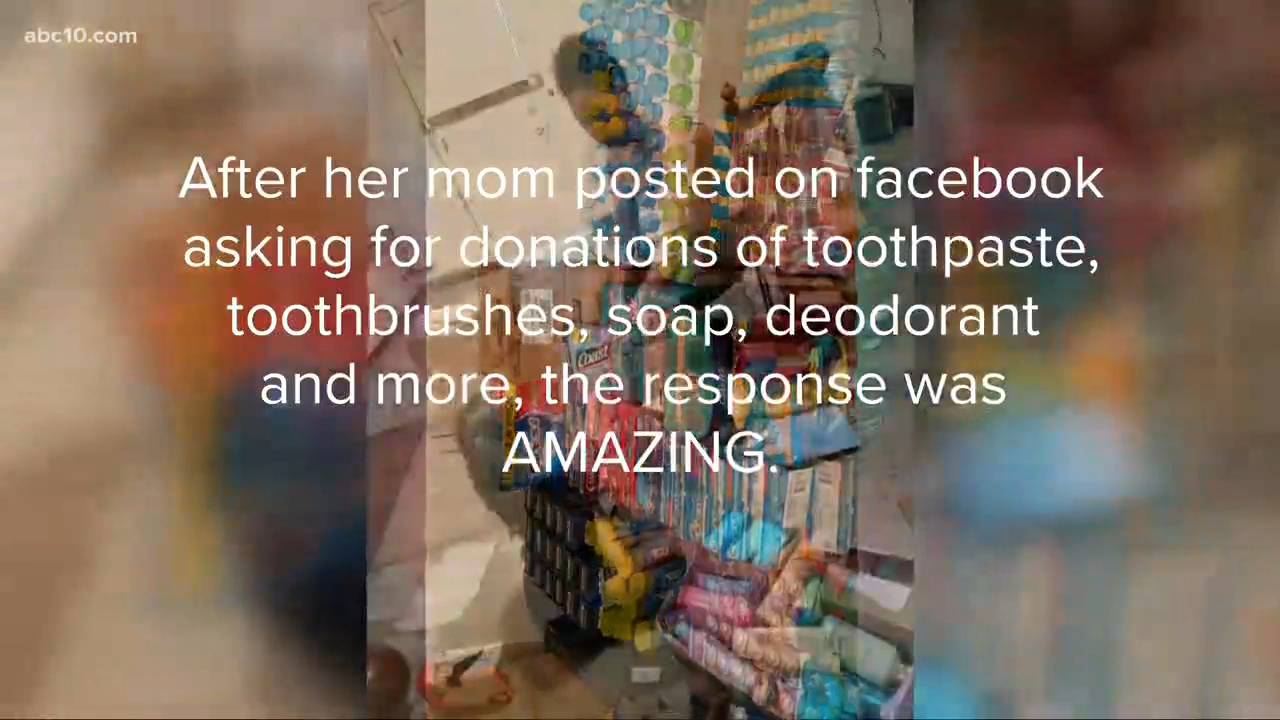 abc10.com
After her mom posted on facebook
asking for donations of toothpaste,
toothbrushes, soap, deodorant
and more, the response was
Coast
AMAZING.